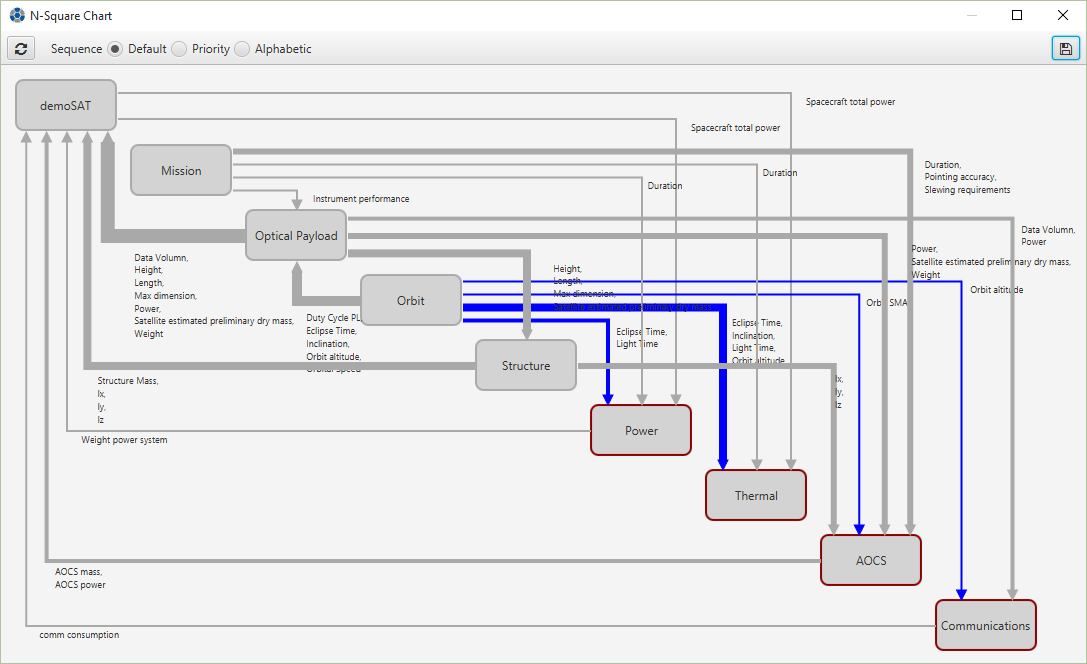 N-Square Chart
Sequence Default Priority Alphabetic
demoSAT
Spacecraft total power
Spacecraft total power
Mission
Duration,
Pointing accuracy,
Slewing requirements
Duration
Duration
Instrument performance
Optical Payload
Data Volumn,
Power
Power,
Satellite estimated preliminary dry mass,
Weight
Data Volumn,
Height,
Length,
Max dimension,
Power,
Satellite estimated preliminary dry mass,
Weight
Height,
Length,
Max dimension,
Satellite estimated preliminary dry mass
Orbit
Orbit altitude
Orbit SMA
Duty Cycle PL
Eclipse Time,
Inclination,
Orbit altitude,
Orbital speed
Eclipse Time,
Light Time
Eclipse Time,
Inclination,
Light Time,
Orbit altitude
Structure
Structure Mass,
Ix,
Iy,
Iz
Ix,
Iy,
Iz
Power
Weight power system
Thermal
AOCS
AOCS mass,
AOCS power
Communications
comm consumption